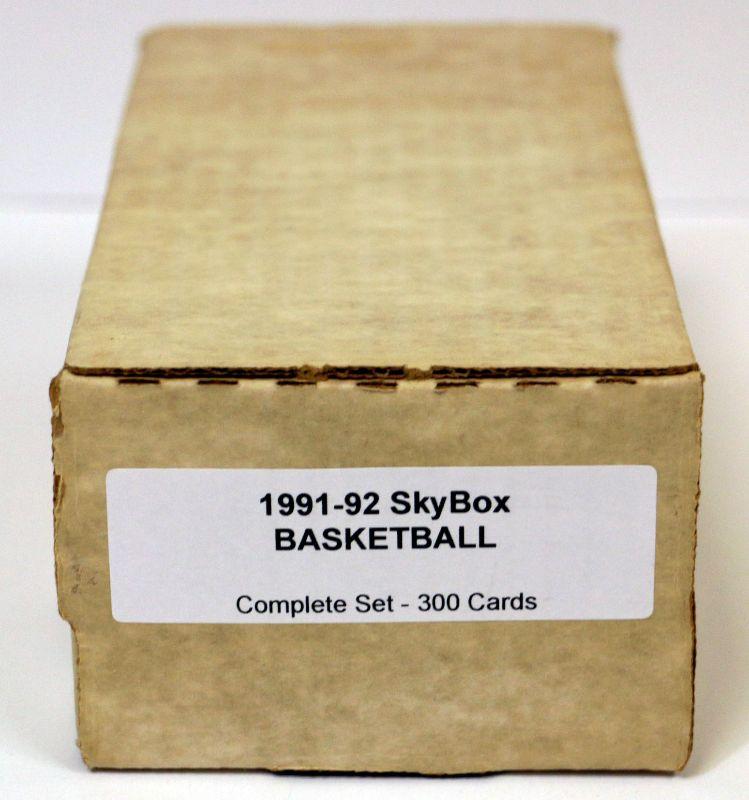 1991-92 SkyBox
BASKETBALL
Complete Set - 300 Cards